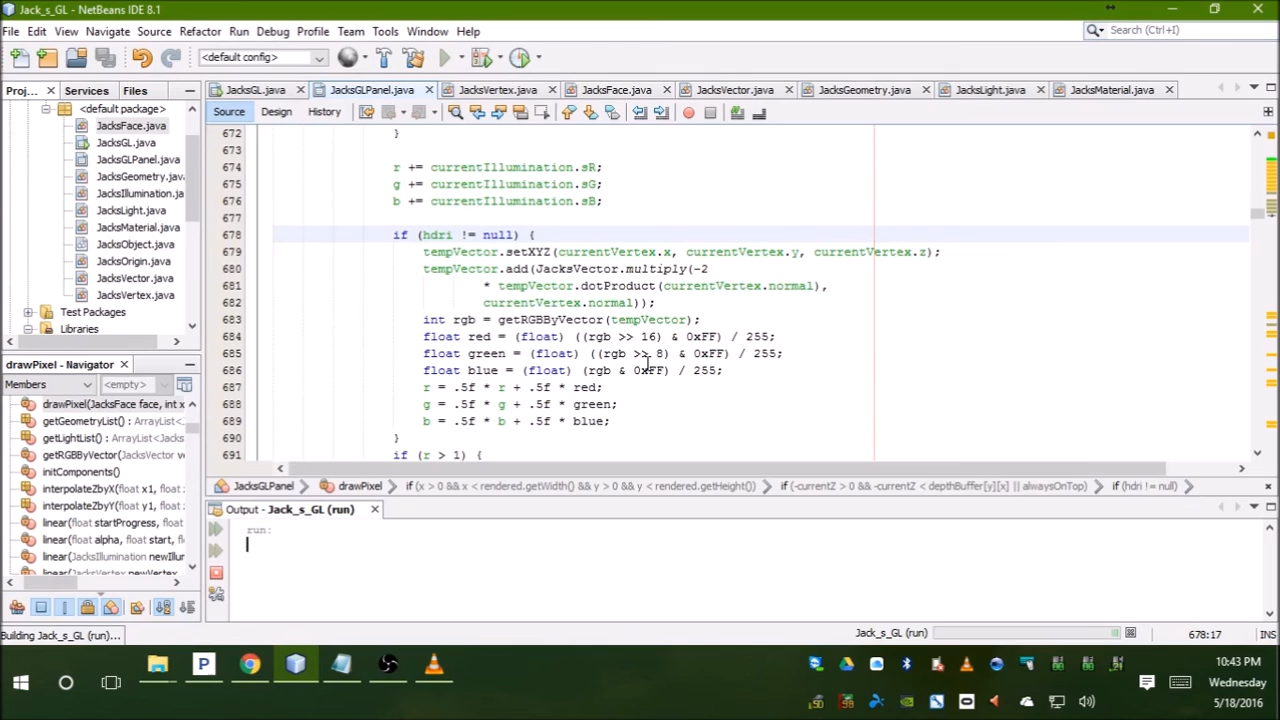 Jack_s_GL - NetBeans IDE 8.1
File Edit View Navigate Source Refactor Run Debug Profile Team Tools Window Help
Search (Ctrl+I)
<default config>
Proj... Services Files
JacksGL.java JacksGLPanel.java JacksVertex.java JacksFace.java JacksVector.java JacksGeometry.java JacksLight.java JacksMaterial.java
Source Design History
<default package>
JacksFace.java
JacksGL.java
JacksGLPanel.java
JacksGeometry.java
JacksIllumination.ja
JacksLight.java
JacksMaterial.java
JacksObject.java
JacksOrigin.java
JacksVector.java
JacksVertex.java
Test Packages
Libraries
672 }
673
674 r += currentIllumination.sR;
675 g += currentIllumination.sG;
676 b += currentIllumination.sB;
677
678 if (hdri != null) {
679 tempVector.setXYZ(currentVertex.x, currentVertex.y, currentVertex.z);
680 tempVector.add(JacksVector.multiply(-2
681 * tempVector.dotProduct(currentVertex.normal),
682 currentVertex.normal));
683 int rgb = getRGBByVector(tempVector);
684 float red = (float) ((rgb >> 16) & 0xFF) / 255;
685 float green = (float) ((rgb >> 8) & 0xFF) / 255;
686 float blue = (float) (rgb & 0xFF) / 255;
687 r = .5f * r + .5f * red;
688 g = .5f * g + .5f * green;
689 b = .5f * b + .5f * blue;
690 }
691 if (r > 1) {
drawPixel - Navigator
Members <empty>
drawPixel(JacksFace face, int x
getGeometryList() : ArrayList<J
getLightList() : ArrayList<Jacks
getRGBByVector(JacksVector ve
initComponents()
interpolateZbyX(float x1, float z
interpolateZbyY(float y1, float z
linear(float startProgress,
linear(float alpha, float start,
linear(JacksIllumination newIllur
linear(JacksVertex newVertex
JacksGLPanel drawPixel if (x > 0 && x < rendered.getWidth() && y > 0 && y < rendered.getHeight()) if (-currentZ > 0 && -currentZ < depthBuffer[y][x] || alwaysOnTop) if (hdri != null)
Output - Jack_s_GL (run)
run:
Building Jack_s_GL (run)...
Jack_s_GL (run)
678:17
INS
10:43 PM
Wednesday
5/18/2016